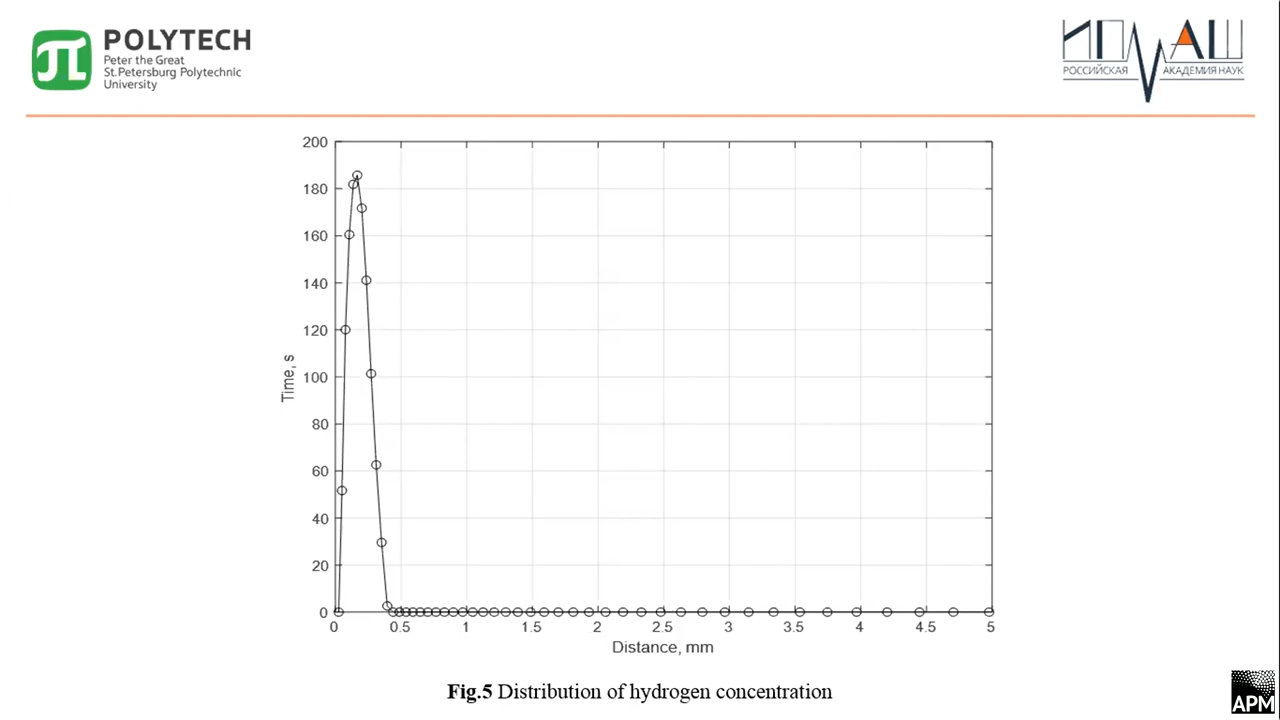 POLYTECH
Peter the Great
St.Petersburg Polytechnic
University
ИПМАШ
РОССИЙСКАЯ АКАДЕМИЯ НАУК
200
180
160
140
120
100
80
60
40
20
0
Time, s
0 0.5 1 1.5 2 2.5 3 3.5 4 4.5 5
Distance, mm
Fig.5 Distribution of hydrogen concentration
APM